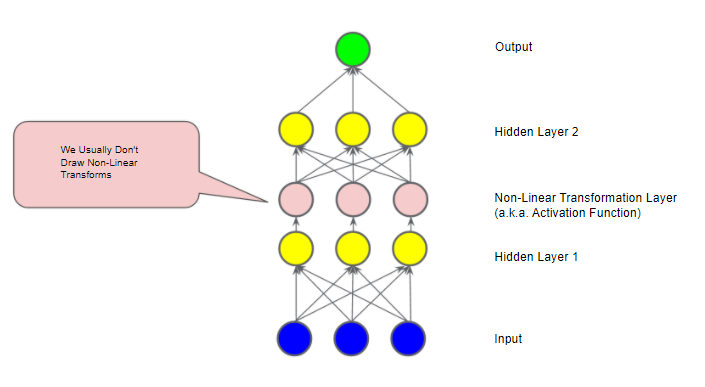 Output
Hidden Layer 2
We Usually Don't
Draw Non-Linear
Transforms
Non-Linear Transformation Layer
(a.k.a. Activation Function)
Hidden Layer 1
Input